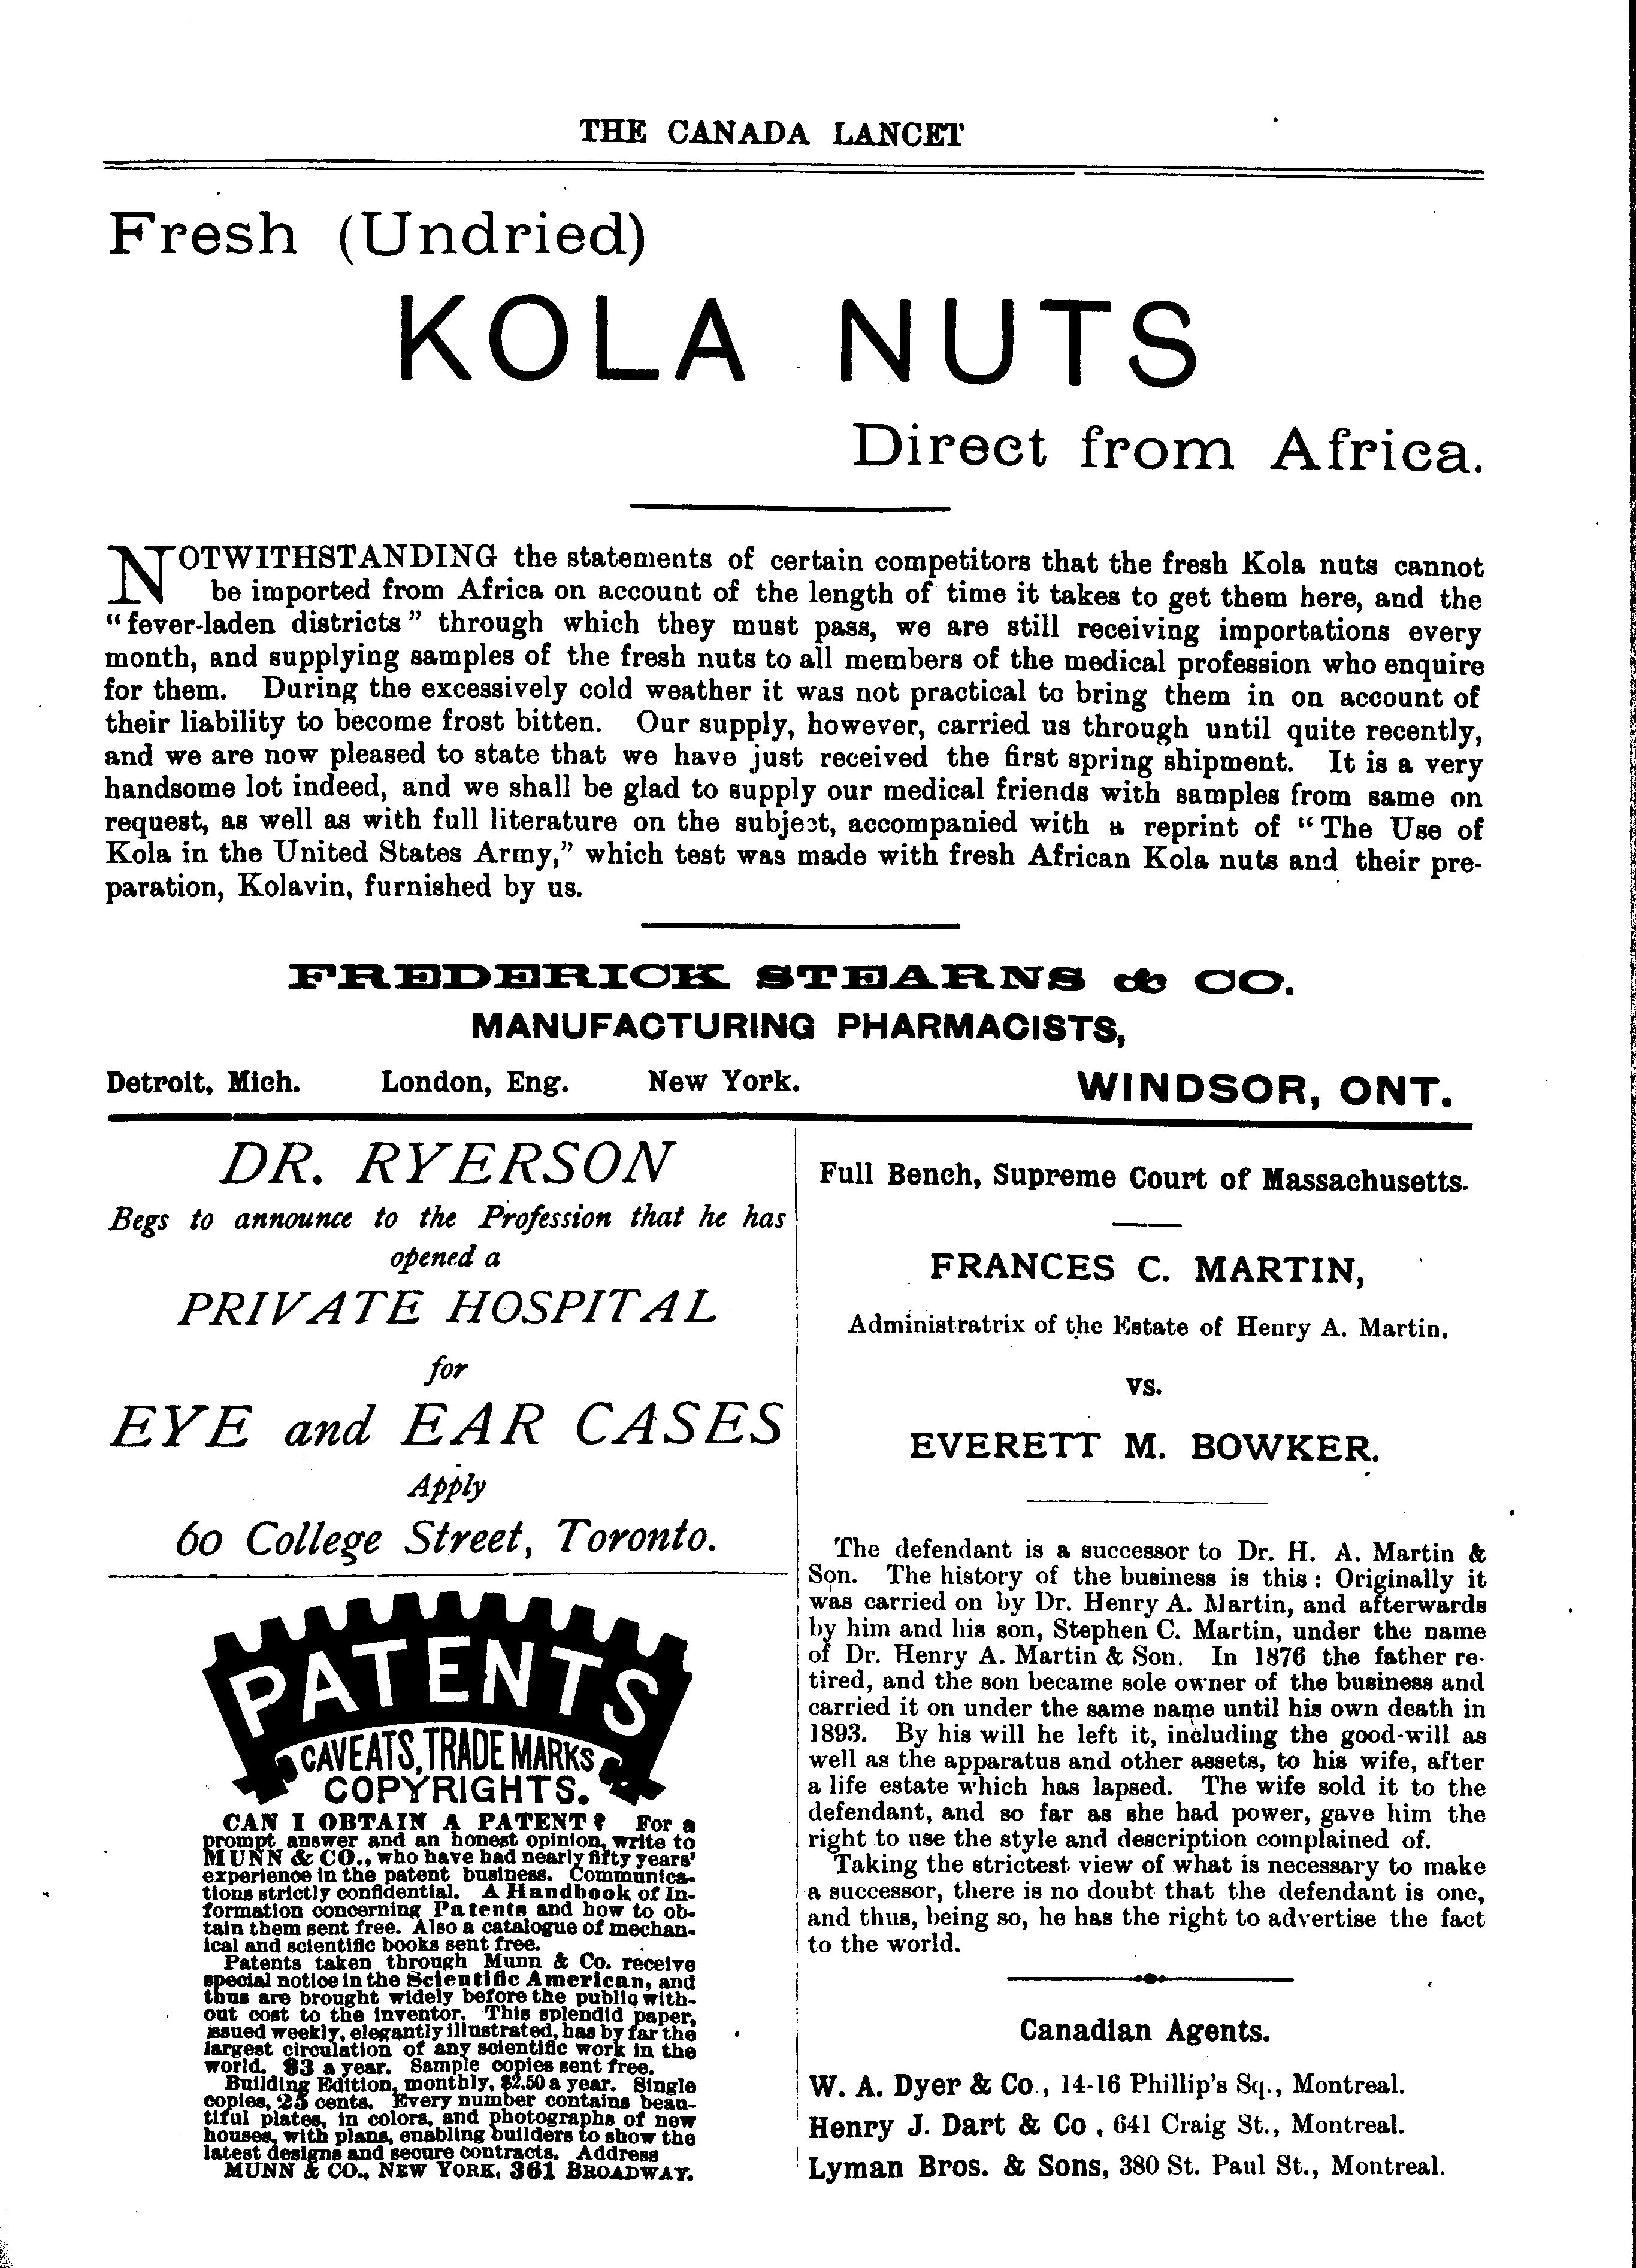 THE CANADA LANCET
Fresh (Undried)
KOLA NUTS
Direct from Africa.
NOTWITHSTANDING the statements of certain competitors that the fresh Kola nuts cannot
be imported from Africa on account of the length of time it takes to get them here, and the
“fever-laden districts” through which they must pass, we are still receiving importations every
month, and supplying samples of the fresh nuts to all members of the medical profession who enquire
for them. During the excessively cold weather it was not practical to bring them in on account of
their liability to become frost bitten. Our supply, however, carried us through until quite recently,
and we are now pleased to state that we have just received the first spring shipment. It is a very
handsome lot indeed, and we shall be glad to supply our medical friends with samples from same on
request, as well as with full literature on the subject, accompanied with a reprint of “The Use of
Kola in the United States Army,” which test was made with fresh African Kola nuts and their pre-
paration, Kolavin, furnished by us.
FREDERICK STEARNS & CO.
MANUFACTURING PHARMACISTS,
Detroit, Mich. London, Eng. New York. WINDSOR, ONT.
DR. RYERSON
Begs to announce to the Profession that he has
opened a
PRIVATE HOSPITAL
for
EYE and EAR CASES
Apply
60 College Street, Toronto.
PATENTS
CAVEATS, TRADE MARKS
COPYRIGHTS.
CAN I OBTAIN A PATENT? For a
prompt answer and an honest opinion, write to
MUNN & CO., who have had nearly fifty years'
experience in the patent business. Communica-
tions strictly confidential. A Handbook of In-
formation concerning Patents and how to ob-
tain them sent free. Also a catalogue of mechan-
ical and scientific books sent free.
Patents taken through Munn & Co. receive
special notice in the Scientific American, and
thus are brought widely before the public with-
out cost to the inventor. This splendid paper,
issued weekly, elegantly illustrated, has by far the
largest circulation of any scientific work in the
world. $3 a year. Sample copies sent free.
Building Edition, monthly, $2.50 a year. Single
copies, 25 cents. Every number contains beau-
tiful plates, in colors, and photographs of new
houses, with plans, enabling builders to show the
latest designs and secure contracts. Address
MUNN & CO., NEW YORK, 361 BROADWAY.
Full Bench, Supreme Court of Massachusetts.
FRANCES C. MARTIN,
Administratrix of the Estate of Henry A. Martin.
vs.
EVERETT M. BOWKER.
The defendant is a successor to Dr. H. A. Martin &
Son. The history of the business is this: Originally it
was carried on by Dr. Henry A. Martin, and afterwards
by him and his son, Stephen C. Martin, under the name
of Dr. Henry A. Martin & Son. In 1876 the father re-
tired, and the son became sole owner of the business and
carried it on under the same name until his own death in
1893. By his will he left it, including the good-will as
well as the apparatus and other assets, to his wife, after
a life estate which has lapsed. The wife sold it to the
defendant, and so far as she had power, gave him the
right to use the style and description complained of.
Taking the strictest view of what is necessary to make
a successor, there is no doubt that the defendant is one,
and thus, being so, he has the right to advertise the fact
to the world.
Canadian Agents.
W. A. Dyer & Co., 14-16 Phillip's Sq., Montreal.
Henry J. Dart & Co., 641 Craig St., Montreal.
Lyman Bros. & Sons, 380 St. Paul St., Montreal.